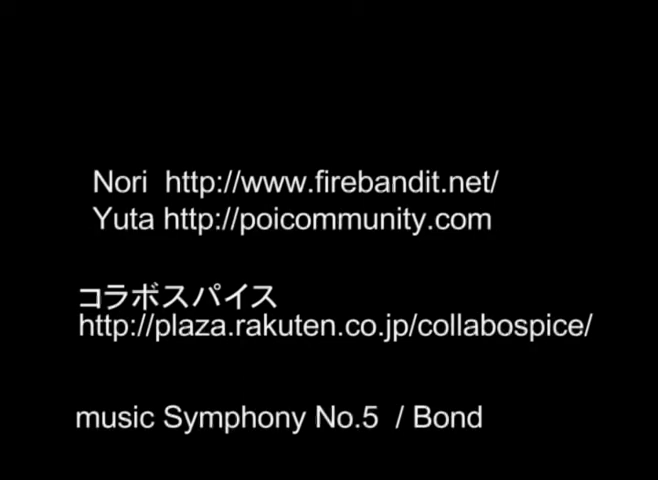 Nori  http://www.firebandit.net/
Yuta http://poicommunity.com
コラボスパイス
http://plaza.rakuten.co.jp/collabospice/
music Symphony No.5  / Bond